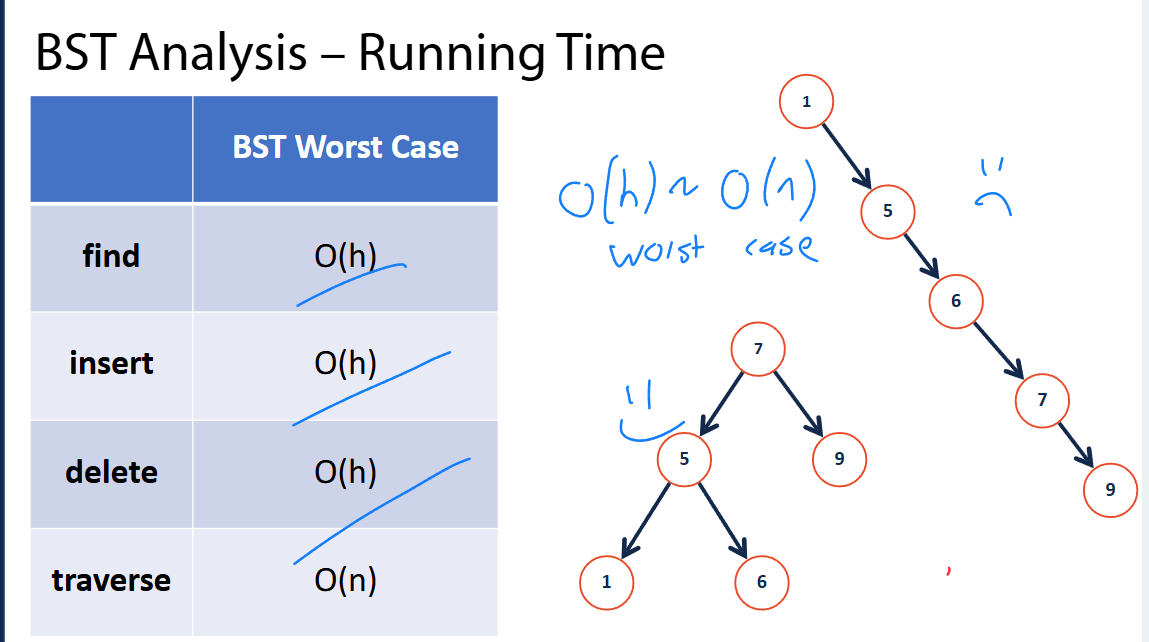 BST Analysis – Running Time
BST Worst Case
find O(h)
insert O(h)
delete O(h)
traverse O(n)
O(h) ~ O(n)
worst case
1
5
6
7
9
7
5 9
1 6